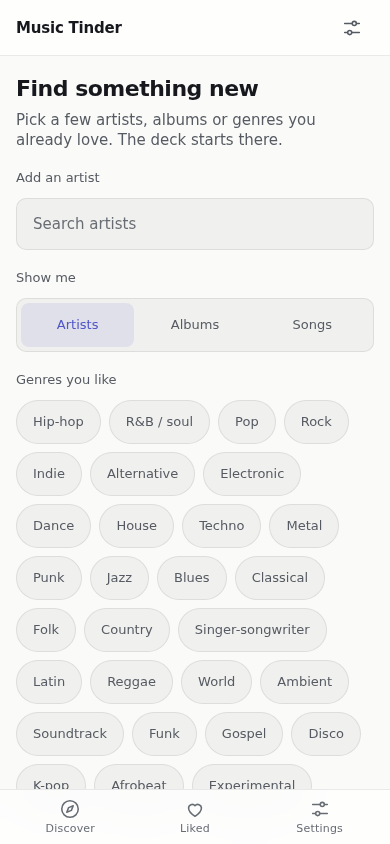 Music Tinder
Find something new
Pick a few artists, albums or genres you
already love. The deck starts there.
Add an artist
Search artists
Show me
Artists Albums Songs
Genres you like
Hip-hop R&B / soul Pop Rock
Indie Alternative Electronic
Dance House Techno Metal
Punk Jazz Blues Classical
Folk Country Singer-songwriter
Latin Reggae World Ambient
Soundtrack Funk Gospel Disco
K-pop Afrobeat Experimental
Discover Liked Settings